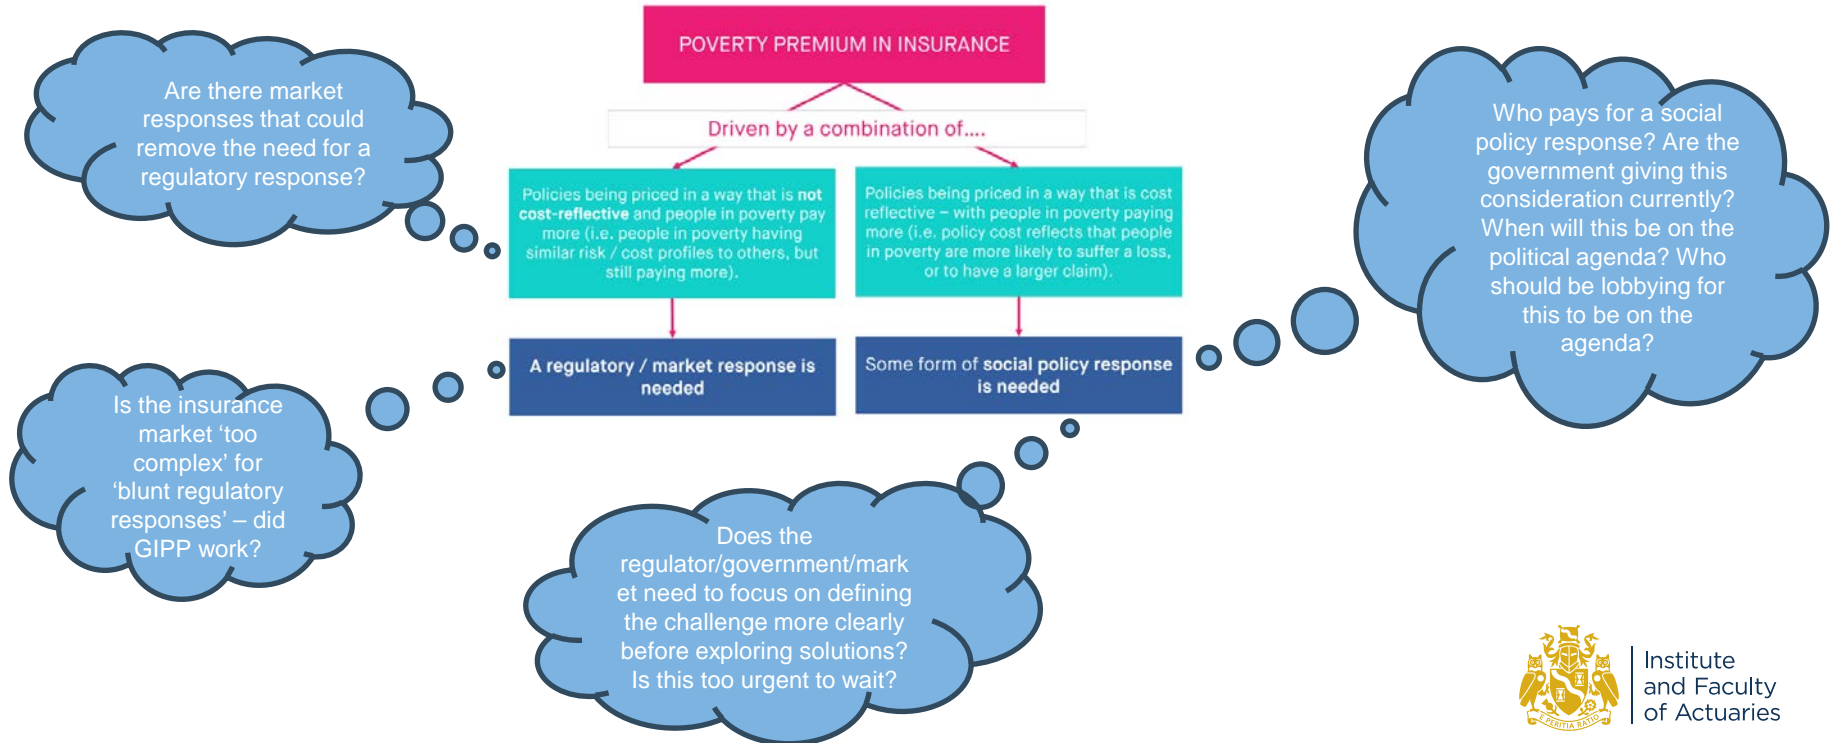 POVERTY PREMIUM IN INSURANCE
Driven by a combination of....
Policies being priced in a way that is not
cost-reflective and people in poverty pay
more (i.e. people in poverty having
similar risk / cost profiles to others, but
still paying more).
Policies being priced in a way that is cost
reflective – with people in poverty paying
more (i.e. policy cost reflects that people
in poverty are more likely to suffer a loss,
or to have a larger claim).
A regulatory / market response is
needed
Some form of social policy response
is needed
Are there market
responses that could
remove the need for a
regulatory response?
Who pays for a social
policy response? Are the
government giving this
consideration currently?
When will this be on the
political agenda? Who
should be lobbying for
this to be on the
agenda?
Is the insurance
market ‘too
complex’ for
‘blunt regulatory
responses’ – did
GIPP work?
Does the
regulator/government/mark
et need to focus on defining
the challenge more clearly
before exploring solutions?
Is this too urgent to wait?
E PERITIA RATIO
Institute
and Faculty
of Actuaries